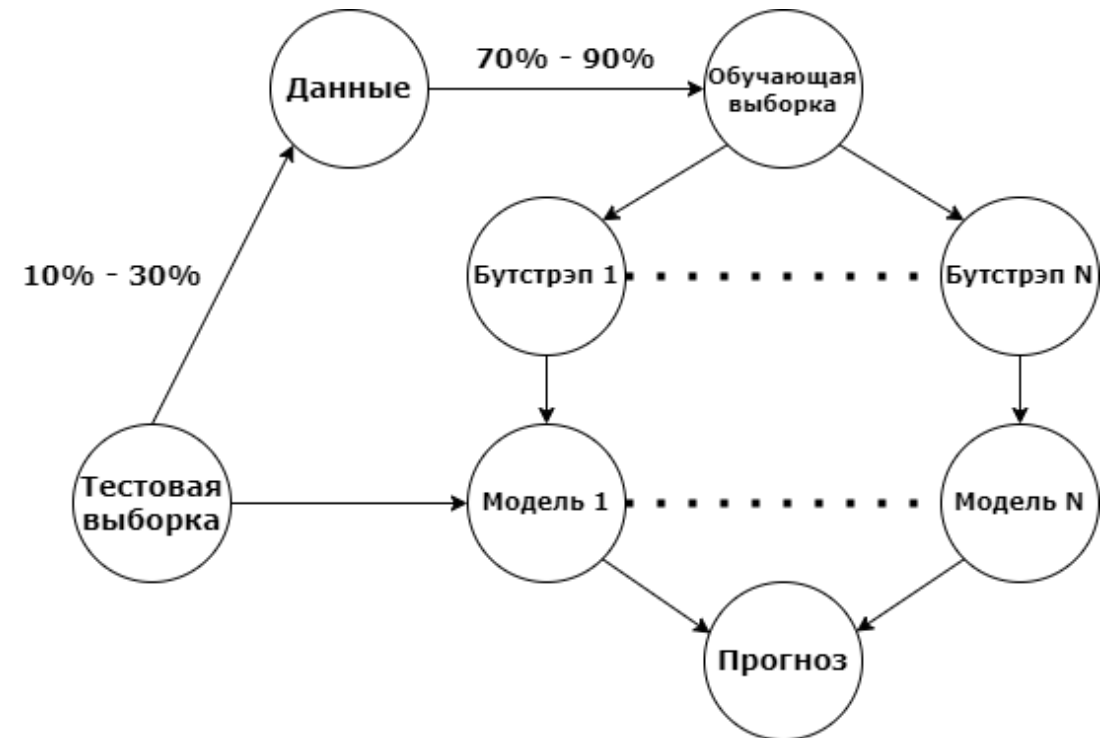 Данные
70% - 90%
Обучающая
выборка
10% - 30%
Бутстрэп 1
Бутстрэп N
Тестовая
выборка
Модель 1
Модель N
Прогноз